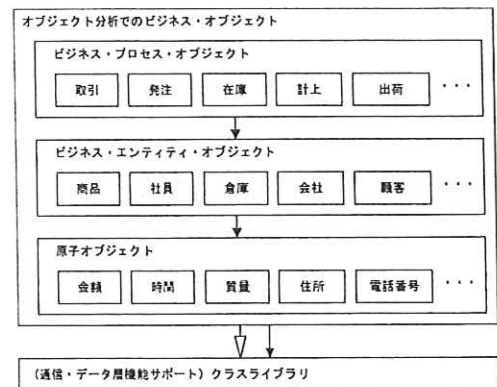 オブジェクト分析でのビジネス・オブジェクト
ビジネス・プロセス・オブジェクト
取引 発注 在庫 計上 出荷 ・・・
ビジネス・エンティティ・オブジェクト
商品 社員 倉庫 会社 顧客 ・・・
原子オブジェクト
金額 時間 質量 住所 電話番号 ・・・
(通信・データ層機能サポート)クラスライブラリ